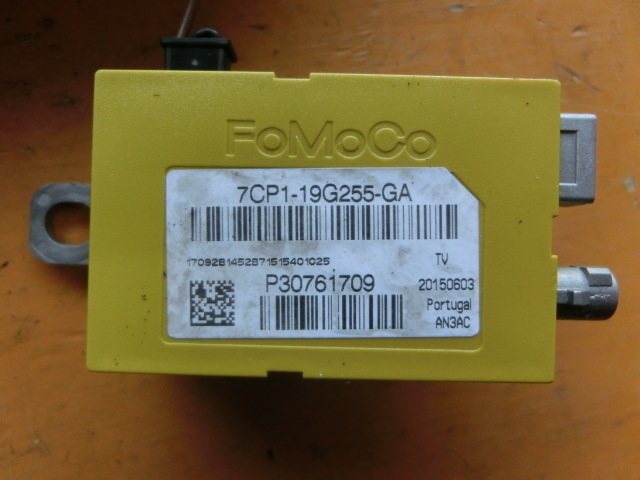 FoMoCo
7CP1-19G255-GA
1709281452871515401025
TV
P30761709
20150603
Portugal
AN3AC